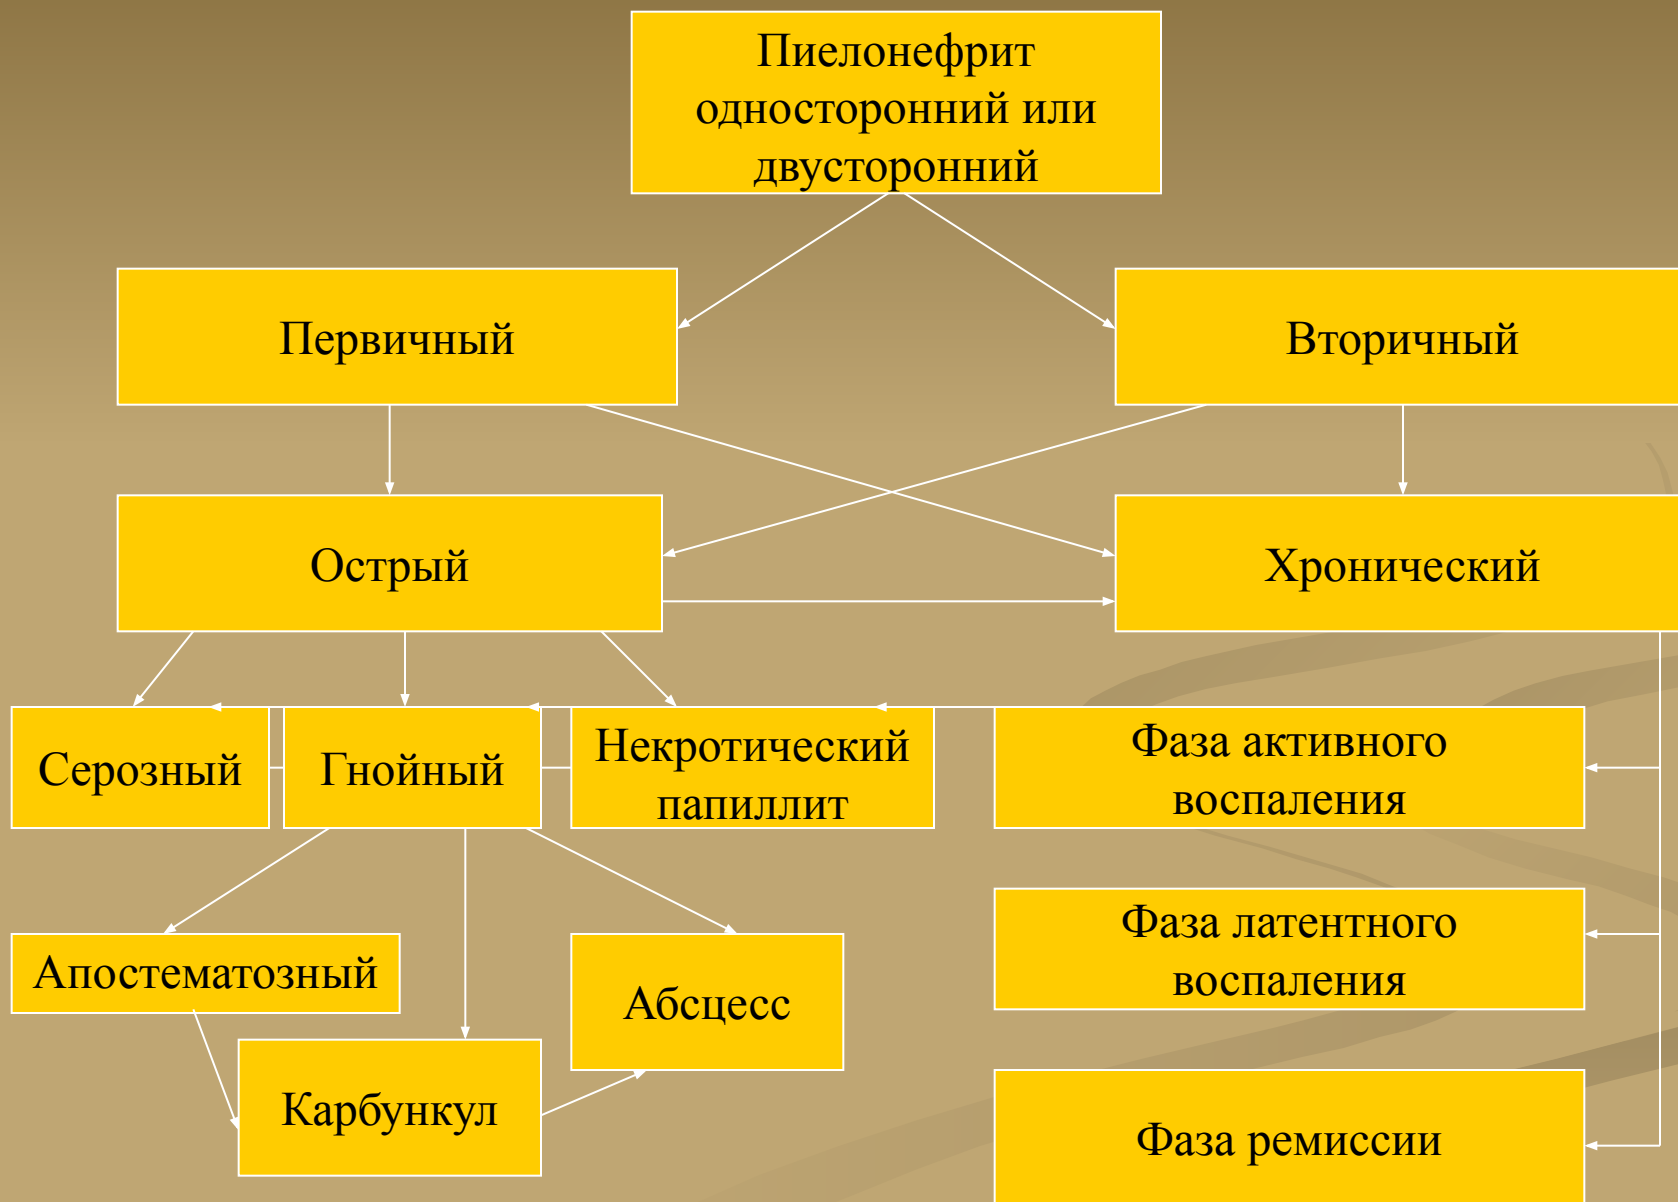 Пиелонефрит
односторонний или
двусторонний
Первичный
Вторичный
Острый
Хронический
Серозный
Гнойный
Некротический
папиллит
Фаза активного
воспаления
Фаза латентного
воспаления
Апостематозный
Абсцесс
Карбункул
Фаза ремиссии